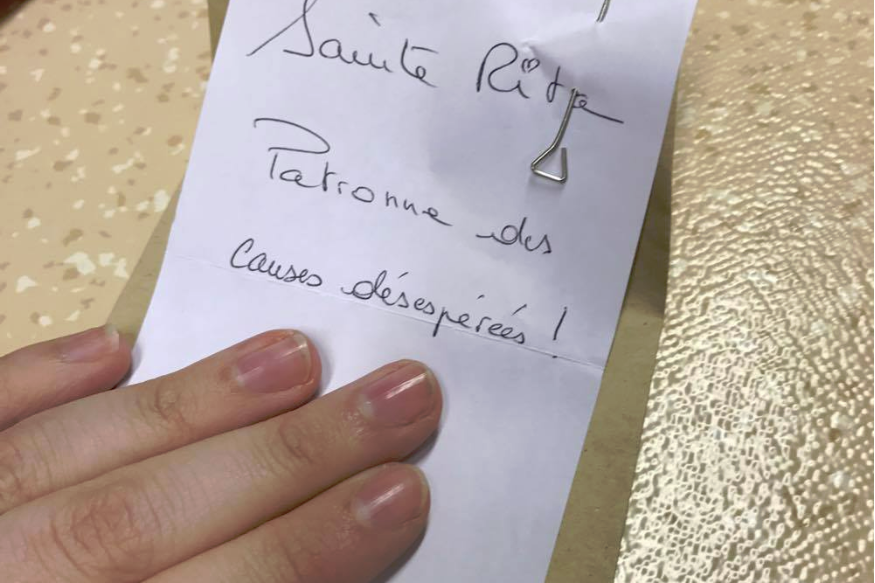 Sainte Rita
Patronne des
causes désespérées !